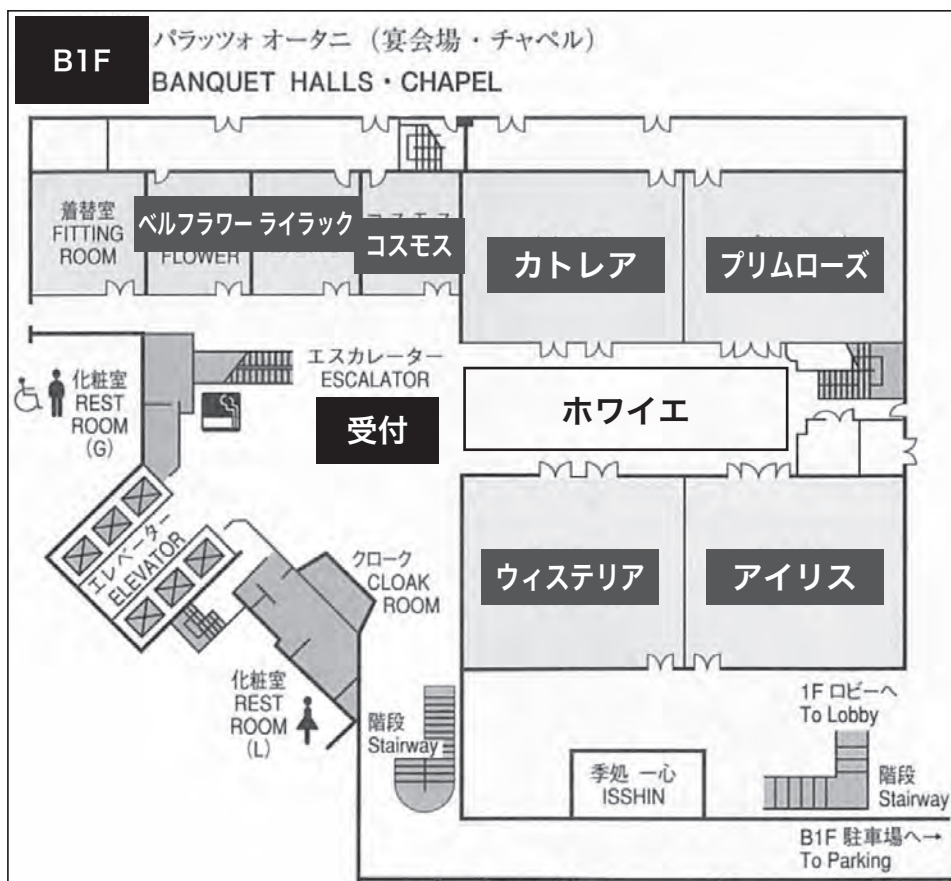 B1F
パラッツォ オータニ（宴会場・チャペル）
BANQUET HALLS・CHAPEL
着替室
FITTING
ROOM
ベルフラワー
FLOWER
ライラック
コスモス
コスモス
カトレア
プリムローズ
化粧室
REST
ROOM
(G)
エスカレーター
ESCALATOR
受付
ホワイエ
エレベーター
ELEVATOR
クローク
CLOAK
ROOM
ウィステリア
アイリス
化粧室
REST
ROOM
(L)
階段
Stairway
季処 一心
ISSHIN
1F ロビーへ
To Lobby
階段
Stairway
B1F 駐車場へ→
To Parking